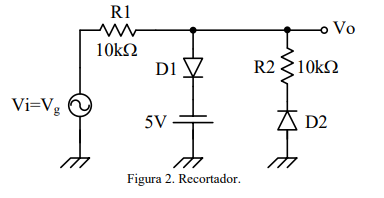 R1
10kΩ
Vo
D1
R2
10kΩ
Vi=Vg
5V
D2
Figura 2. Recortador.